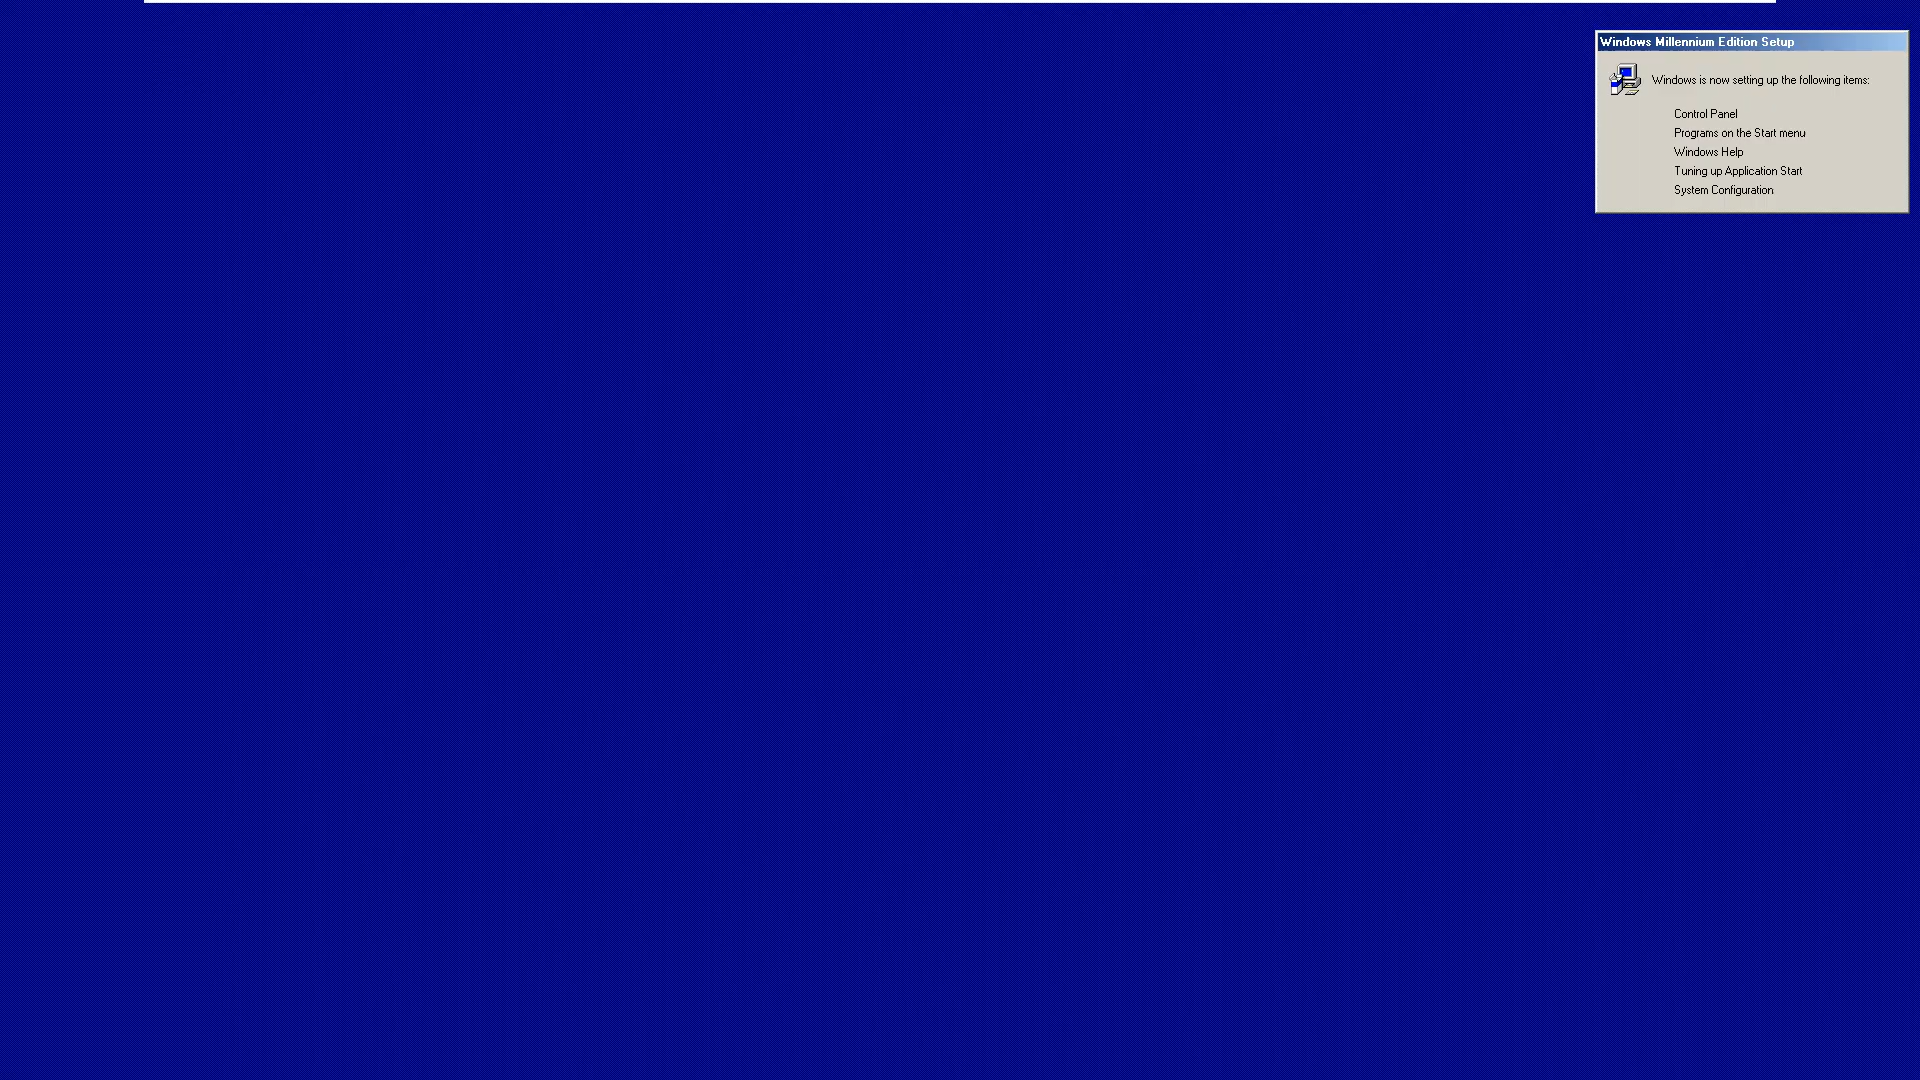 Windows Millennium Edition Setup
Windows is now setting up the following items:
Control Panel
Programs on the Start menu
Windows Help
Tuning up Application Start
System Configuration